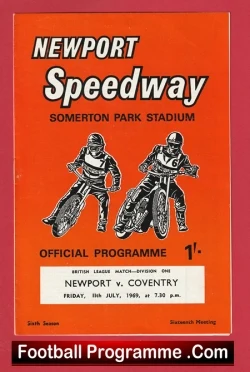 NEWPORT
Speedway
SOMERTON PARK STADIUM
OFFICIAL PROGRAMME 1/-
BRITISH LEAGUE MATCH—DIVISION ONE
NEWPORT v. COVENTRY
FRIDAY, 11th JULY, 1969, at 7.30 p.m.
Sixth Season
Sixteenth Meeting
Football Programme .Com